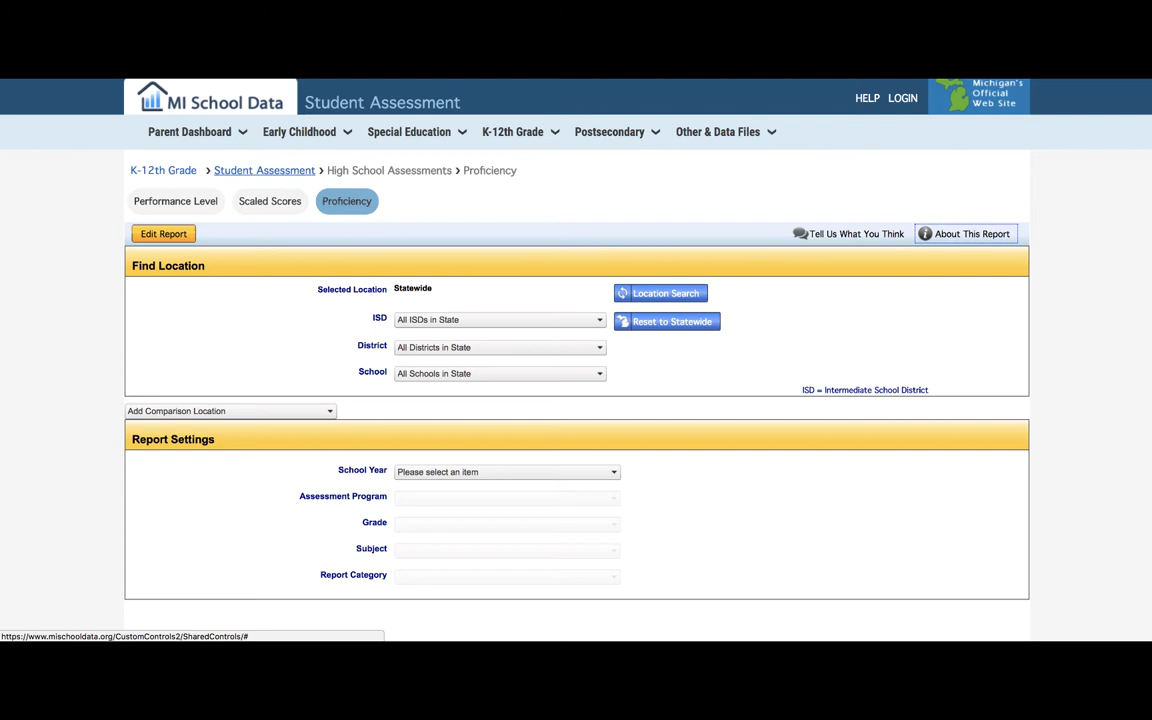 MI School Data
Student Assessment
HELP LOGIN
Michigan's
Official
Web Site
Parent Dashboard Early Childhood Special Education K-12th Grade Postsecondary Other & Data Files
K-12th Grade › Student Assessment › High School Assessments › Proficiency
Performance Level Scaled Scores Proficiency
Edit Report Tell Us What You Think i About This Report
Find Location
Selected Location Statewide Location Search
ISD All ISDs in State Reset to Statewide
District All Districts in State
School All Schools in State
ISD = Intermediate School District
Add Comparison Location
Report Settings
School Year Please select an item
Assessment Program
Grade
Subject
Report Category
https://www.mischooldata.org/CustomControls2/SharedControls/#